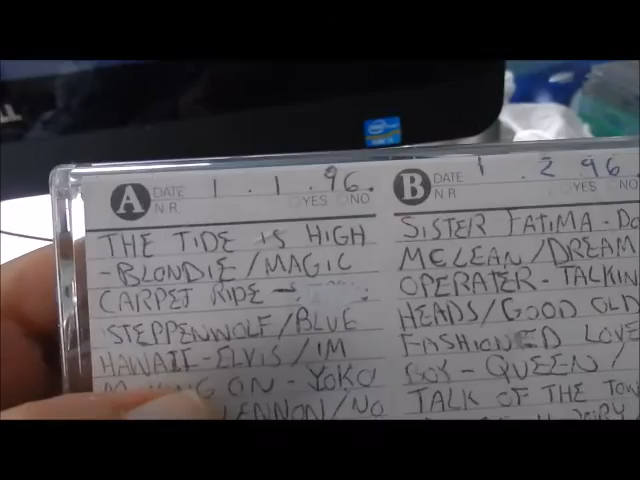 A DATE 1 . 1 . 96.
N R YES NO
THE TIDE IS HIGH
- BLONDIE / MAGIC
CARPET RIDE -
STEPPENWOLF / BLUE
HAWAII - ELVIS / IM
ON - YOKO
LENNON / NO
B DATE 1 . 2 96
N R YES NO
SISTER FATIMA - DO
MCLEAN / DREAM
OPERATER - TALKIN
HEADS / GOOD OLD
FASHIONED LOVE
BOY - QUEEN /
TALK OF THE TOW
intel